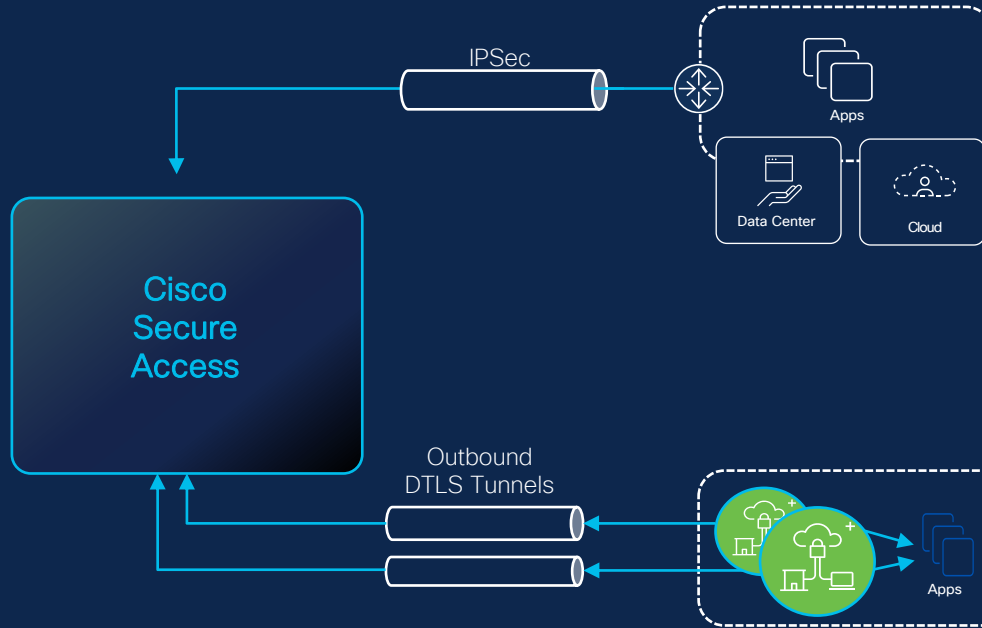 IPSec
Apps
Data Center
Cloud
Cisco
Secure
Access
Outbound
DTLS Tunnels
Apps